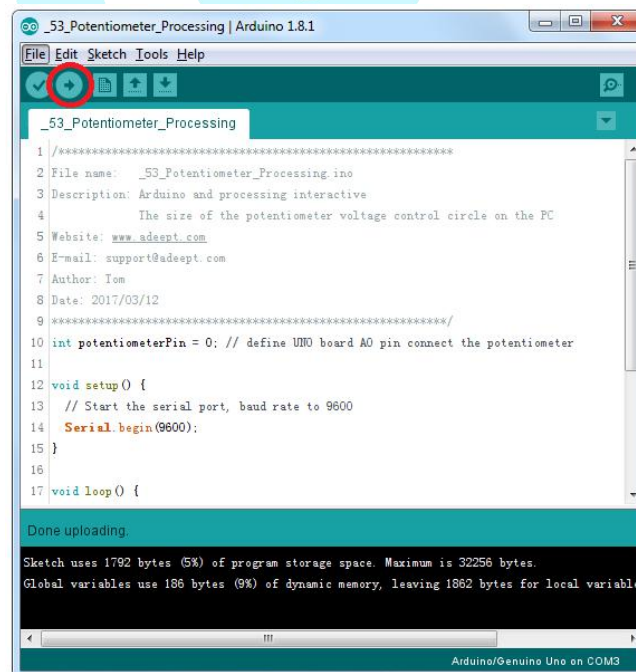 _53_Potentiometer_Processing | Arduino 1.8.1
File Edit Sketch Tools Help
_53_Potentiometer_Processing
1 /************************************************************
2 File name: _53_Potentiometer_Processing.ino
3 Description: Arduino and processing interactive
4 The size of the potentiometer voltage control circle on the PC
5 Website: www.adeept.com
6 E-mail: support@adeept.com
7 Author: Tom
8 Date: 2017/03/12
9 ************************************************************/
10 int potentiometerPin = 0; // define UNO board A0 pin connect the potentiometer
11
12 void setup() {
13 // Start the serial port, baud rate to 9600
14 Serial.begin(9600);
15 }
16
17 void loop() {
Done uploading.
Sketch uses 1792 bytes (5%) of program storage space. Maximum is 32256 bytes.
Global variables use 186 bytes (9%) of dynamic memory, leaving 1862 bytes for local variabl
Arduino/Genuino Uno on COM3